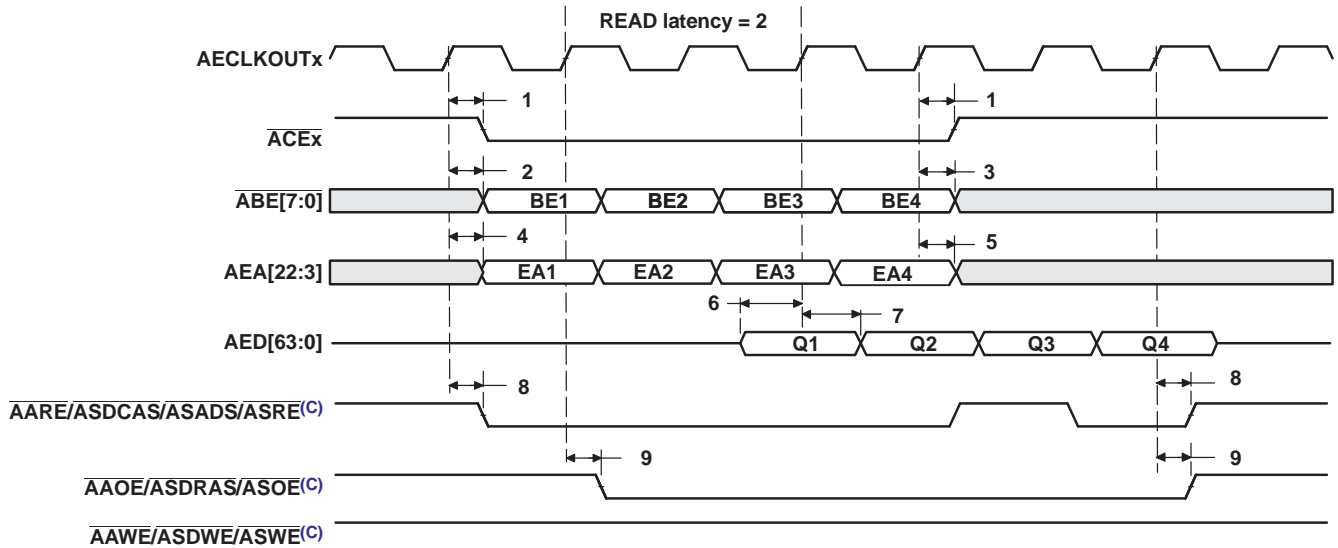 READ latency = 2
AECLKOUTx
1 1
ACEx
2 3
ABE[7:0] BE1 BE2 BE3 BE4
4 5
AEA[22:3] EA1 EA2 EA3 EA4
6 7
AED[63:0] Q1 Q2 Q3 Q4
8 8
AARE/ASDCAS/ASADS/ASRE(C)
9 9
AAOE/ASDRAS/ASOE(C)
AAWE/ASDWE/ASWE(C)